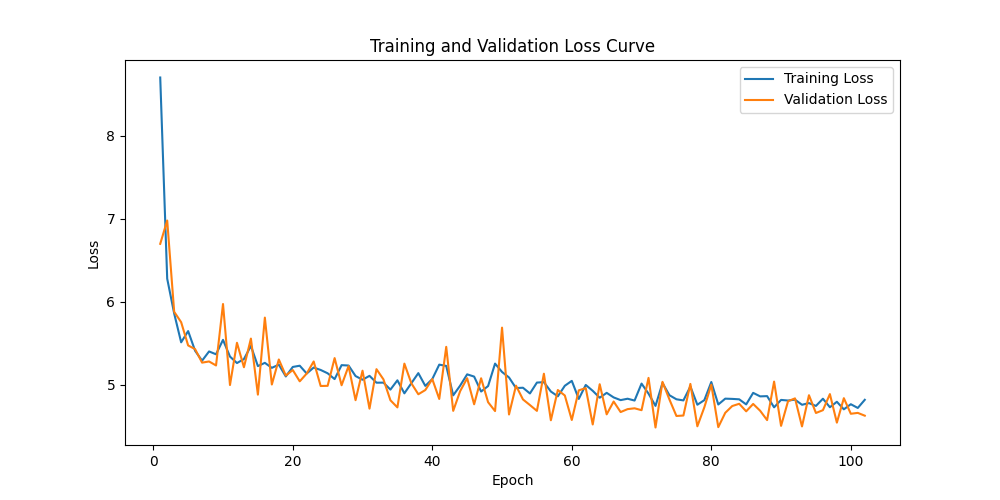 Training and Validation Loss Curve
Training Loss
Validation Loss
8
7
6
5
Loss
0 20 40 60 80 100
Epoch